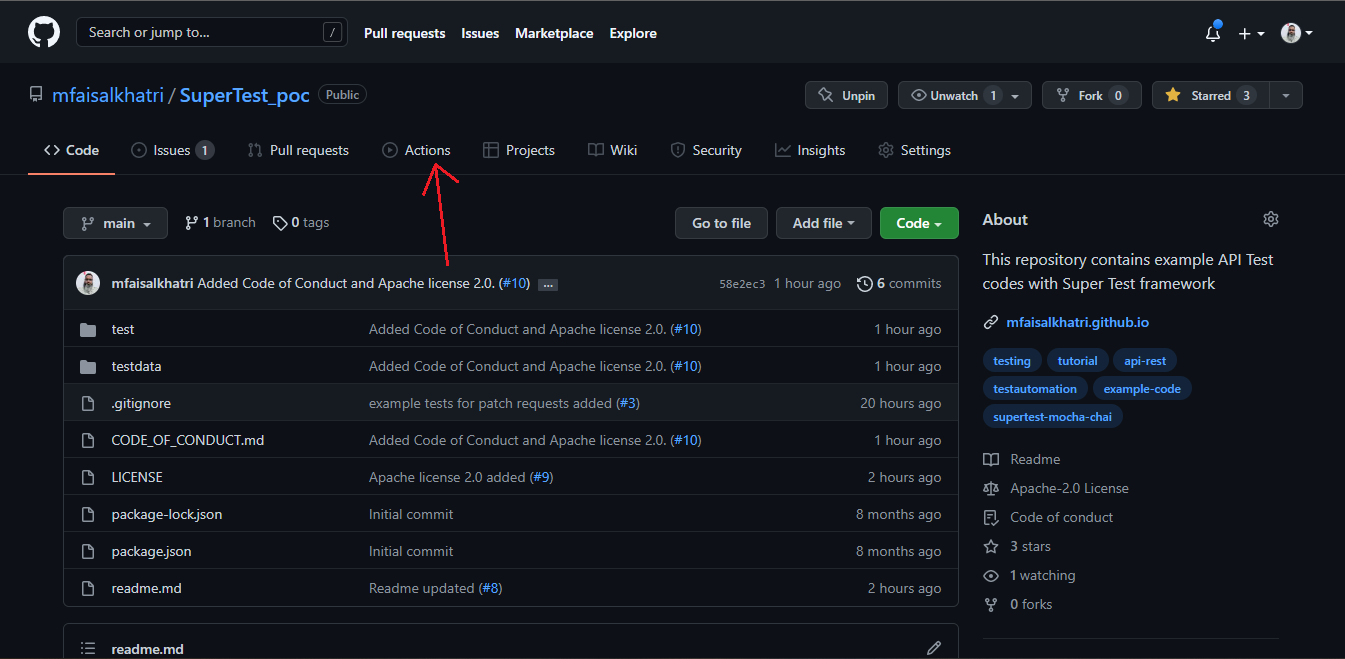 Search or jump to... /
Pull requests Issues Marketplace Explore
mfaisalkhatri / SuperTest_poc Public
Unpin Unwatch 1 Fork 0 Starred 3
Code Issues 1 Pull requests Actions Projects Wiki Security Insights Settings
main 1 branch 0 tags Go to file Add file Code
mfaisalkhatri Added Code of Conduct and Apache license 2.0. (#10) ... 58e2ec3 1 hour ago 6 commits
test Added Code of Conduct and Apache license 2.0. (#10) 1 hour ago
testdata Added Code of Conduct and Apache license 2.0. (#10) 1 hour ago
.gitignore example tests for patch requests added (#3) 20 hours ago
CODE_OF_CONDUCT.md Added Code of Conduct and Apache license 2.0. (#10) 1 hour ago
LICENSE Apache license 2.0 added (#9) 2 hours ago
package-lock.json Initial commit 8 months ago
package.json Initial commit 8 months ago
readme.md Readme updated (#8) 2 hours ago
readme.md
About
This repository contains example API Test
codes with Super Test framework
mfaisalkhatri.github.io
testing tutorial api-rest
testautomation example-code
supertest-mocha-chai
Readme
Apache-2.0 License
Code of conduct
3 stars
1 watching
0 forks